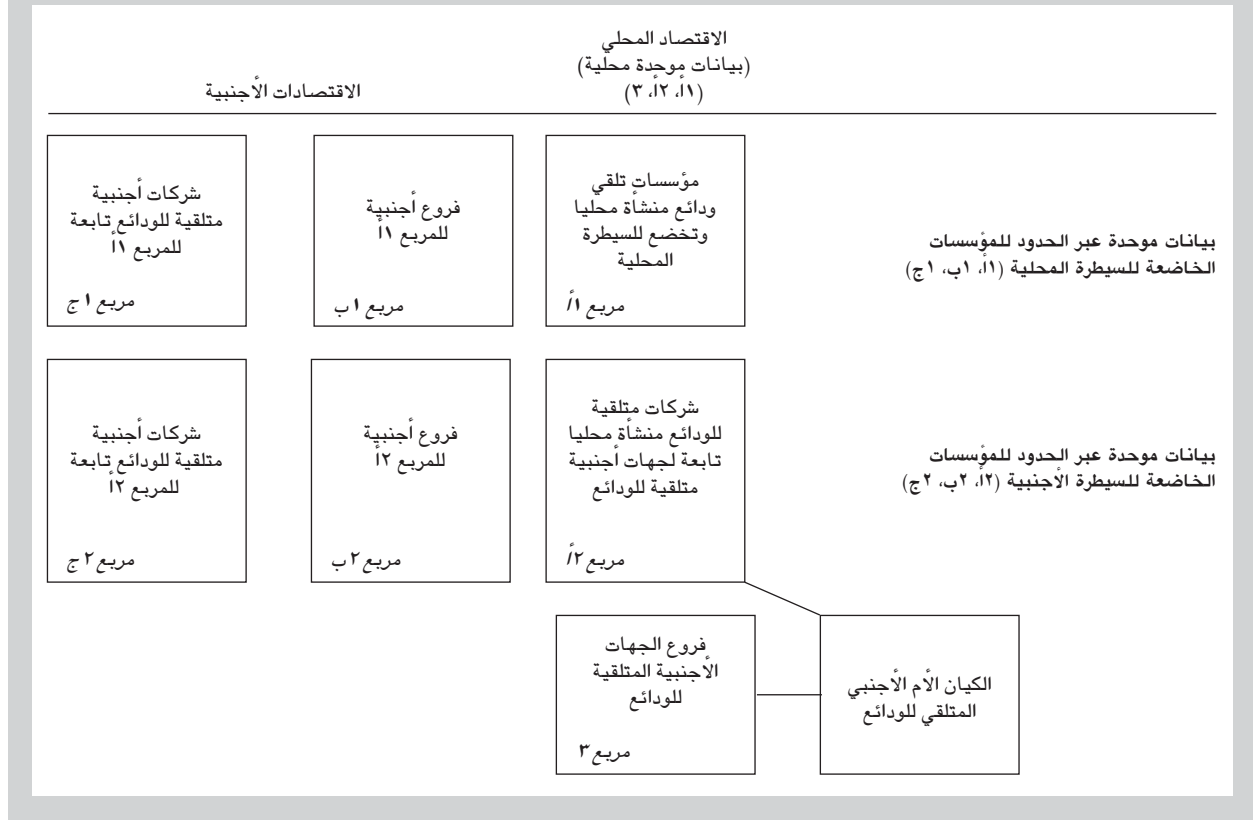 الاقتصاد المحلي
(بيانات موحدة محلية)
(١أ، ٢أ، ٣)
الاقتصادات الأجنبية
بيانات موحدة عبر الحدود للمؤسسات
الخاضعة للسيطرة المحلية (١أ، ١ب، ١ج)
مؤسسات تلقي
ودائع منشأة محليا
وتخضع للسيطرة
المحلية
مربع ١أ
فروع أجنبية
للمربع ١أ
مربع ١ب
شركات أجنبية
متلقية للودائع تابعة
للمربع ١أ
مربع ١ج
بيانات موحدة عبر الحدود للمؤسسات
الخاضعة للسيطرة الأجنبية (٢أ، ٢ب، ٢ج)
شركات متلقية
للودائع منشأة محليا
تابعة لجهات أجنبية
متلقية للودائع
مربع ٢أ
فروع أجنبية
للمربع ٢أ
مربع ٢ب
شركات أجنبية
متلقية للودائع تابعة
للمربع ٢أ
مربع ٢ج
الكيان الأم الأجنبي
المتلقي للودائع
فروع الجهات
الأجنبية المتلقية
للودائع
مربع ٣